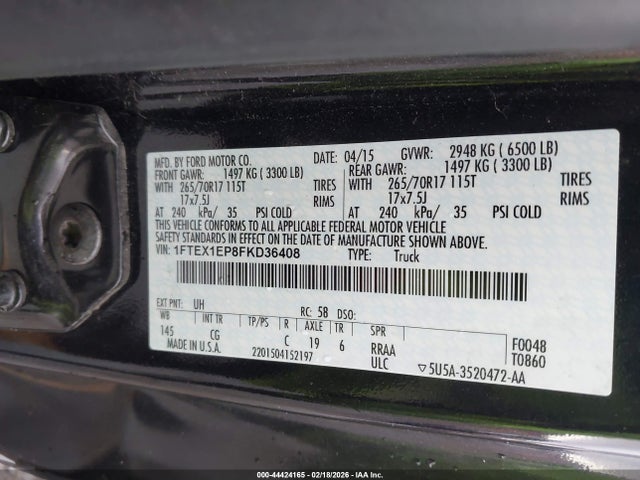 MFD. BY FORD MOTOR CO. DATE: 04/15 GVWR: 2948 KG ( 6500 LB)
FRONT GAWR: 1497 KG ( 3300 LB) REAR GAWR: 1497 KG ( 3300 LB)
WITH 265/70R17 115T TIRES WITH 265/70R17 115T TIRES
17x7.5J RIMS 17x7.5J RIMS
AT 240 kPa/ 35 PSI COLD AT 240 kPa/ 35 PSI COLD
THIS VEHICLE CONFORMS TO ALL APPLICABLE FEDERAL MOTOR VEHICLE
SAFETY STANDARDS IN EFFECT ON THE DATE OF MANUFACTURE SHOWN ABOVE.
VIN: 1FTEX1EP8FKD36408 TYPE: Truck
EXT PNT: UH RC: 58 DSO:
WB INT TR TP/PS R AXLE TR SPR
145 CG C 19 6 RRAA F0048
MADE IN U.S.A. 2201504152197 ULC ▽5U5A-3520472-AA T0860
000-44424165 - 02/18/2026 - IAA Inc.